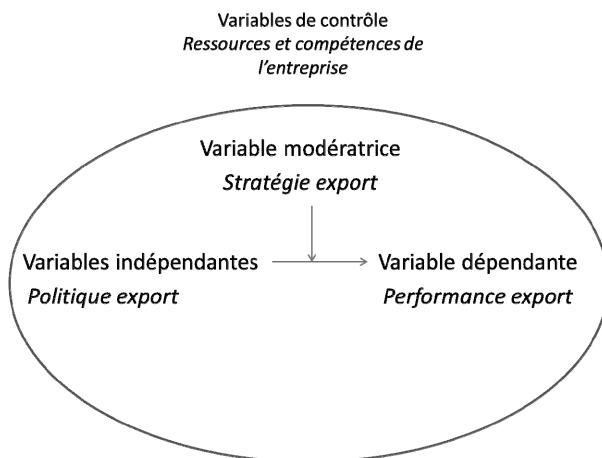 Variables de contrôle
Ressources et compétences de
l'entreprise
Variable modératrice
Stratégie export
Variables indépendantes
Variable dépendante
Politique export
Performance export